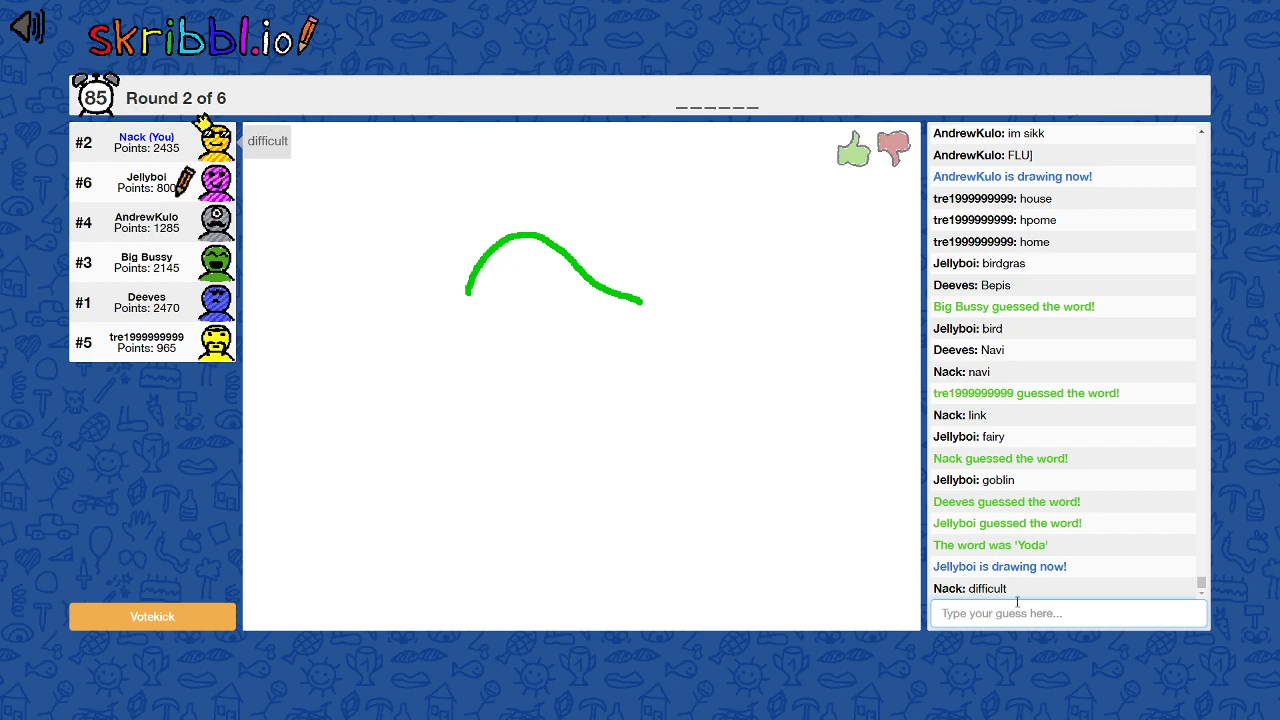 skribbl.io
85
Round 2 of 6
______
#2
Nack (You)
Points: 2435
#6
Jellyboi
Points: 800
#4
AndrewKulo
Points: 1285
#3
Big Bussy
Points: 2145
#1
Deeves
Points: 2470
#5
tre1999999999
Points: 965
Votekick
difficult
AndrewKulo: im sikk
AndrewKulo: FLU]
AndrewKulo is drawing now!
tre1999999999: house
tre1999999999: hpome
tre1999999999: home
Jellyboi: birdgras
Deeves: Bepis
Big Bussy guessed the word!
Jellyboi: bird
Deeves: Navi
Nack: navi
tre1999999999 guessed the word!
Nack: link
Jellyboi: fairy
Nack guessed the word!
Jellyboi: goblin
Deeves guessed the word!
Jellyboi guessed the word!
The word was 'Yoda'
Jellyboi is drawing now!
Nack: difficult
Type your guess here...